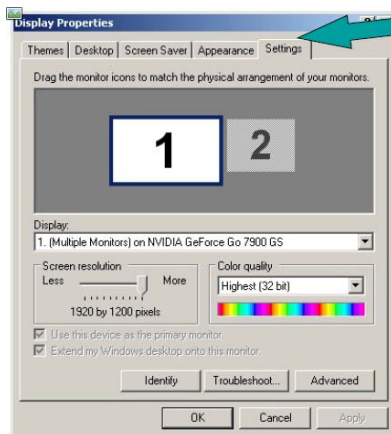 Display Properties
Themes Desktop Screen Saver Appearance Settings
Drag the monitor icons to match the physical arrangement of your monitors.
1 2
Display:
1. (Multiple Monitors) on NVIDIA GeForce Go 7900 GS
Screen resolution
Less More
1920 by 1200 pixels
Color quality
Highest (32 bit)
Use this device as the primary monitor.
Extend my Windows desktop onto this monitor.
Identify Troubleshoot... Advanced
OK Cancel Apply